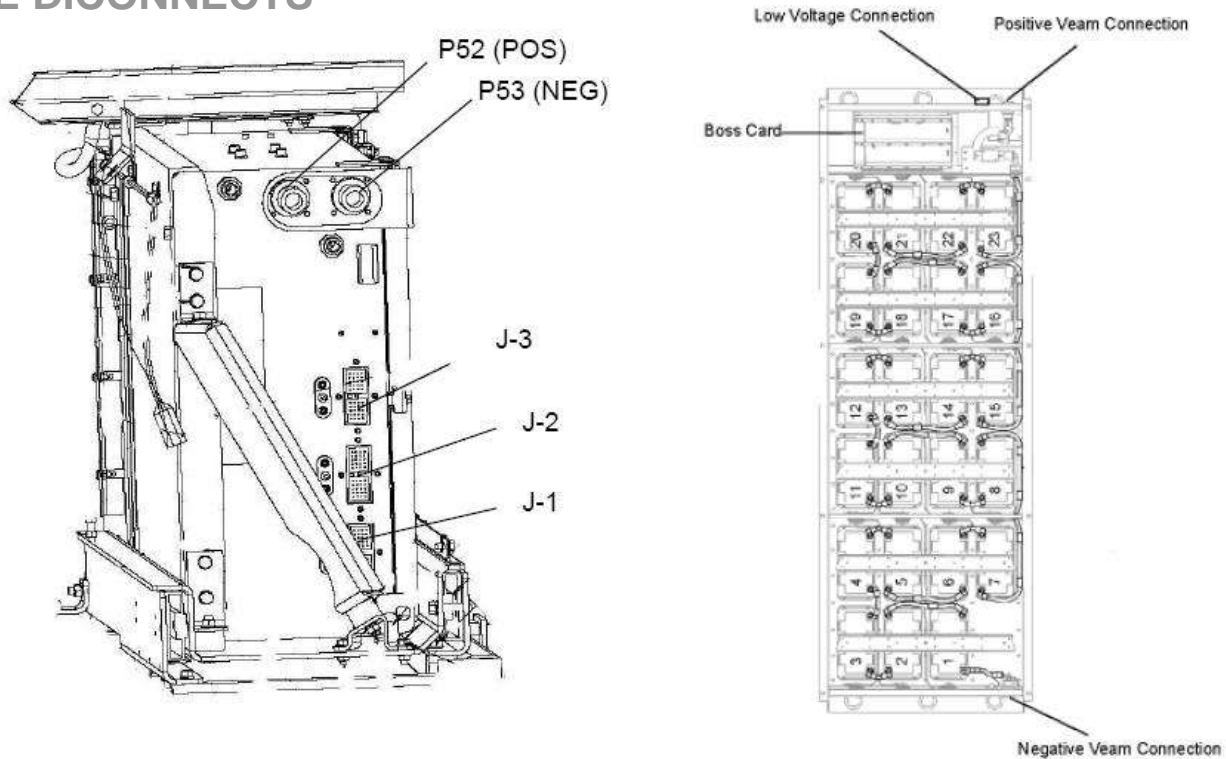 E DICONNECTS
P52 (POS)
P53 (NEG)
J-3
J-2
J-1
Low Voltage Connection
Positive Veam Connection
Boss Card
20 21 22 23
19 18 17 16
12 13 14 15
11 10 9 8
4 5 6 7
3 2 1
Negative Veam Connection